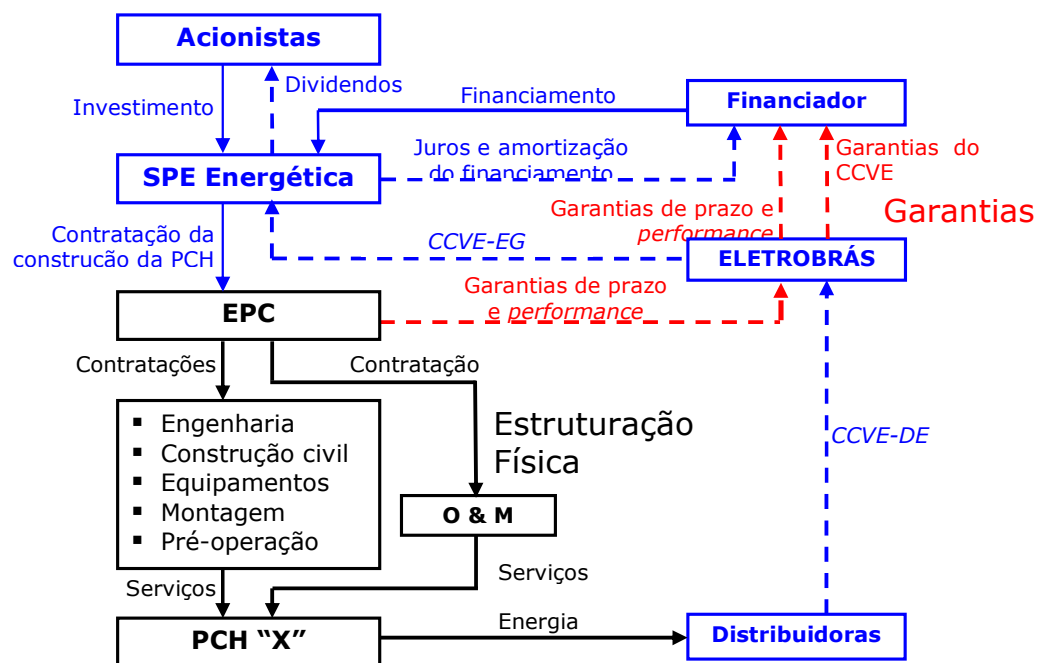 Acionistas
Dividendos
Investimento
Financiamento
Financiador
SPE Energética
Juros e amortização
do financiamento
Garantias do
CCVE
Garantias
Garantias de prazo e
performance
Contratação da
construcão da PCH
CCVE-EG
ELETROBRÁS
EPC
Garantias de prazo
e performance
Contratações
Contratação
▪ Engenharia
▪ Construção civil
▪ Equipamentos
▪ Montagem
▪ Pré-operação
Estruturação
Física
CCVE-DE
O & M
Serviços
Serviços
PCH “X”
Energia
Distribuidoras